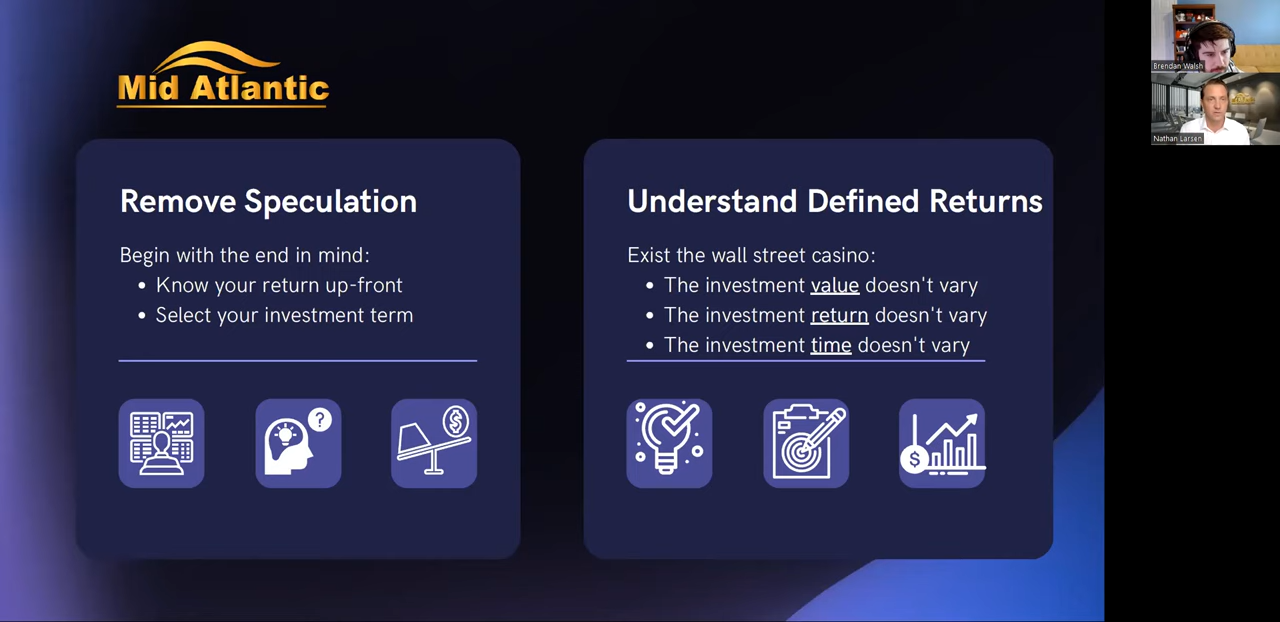 Mid Atlantic
Remove Speculation
Begin with the end in mind:
• Know your return up-front
• Select your investment term
Understand Defined Returns
Exist the wall street casino:
• The investment value doesn't vary
• The investment return doesn't vary
• The investment time doesn't vary
Brendan Walsh
Nathan Larsen